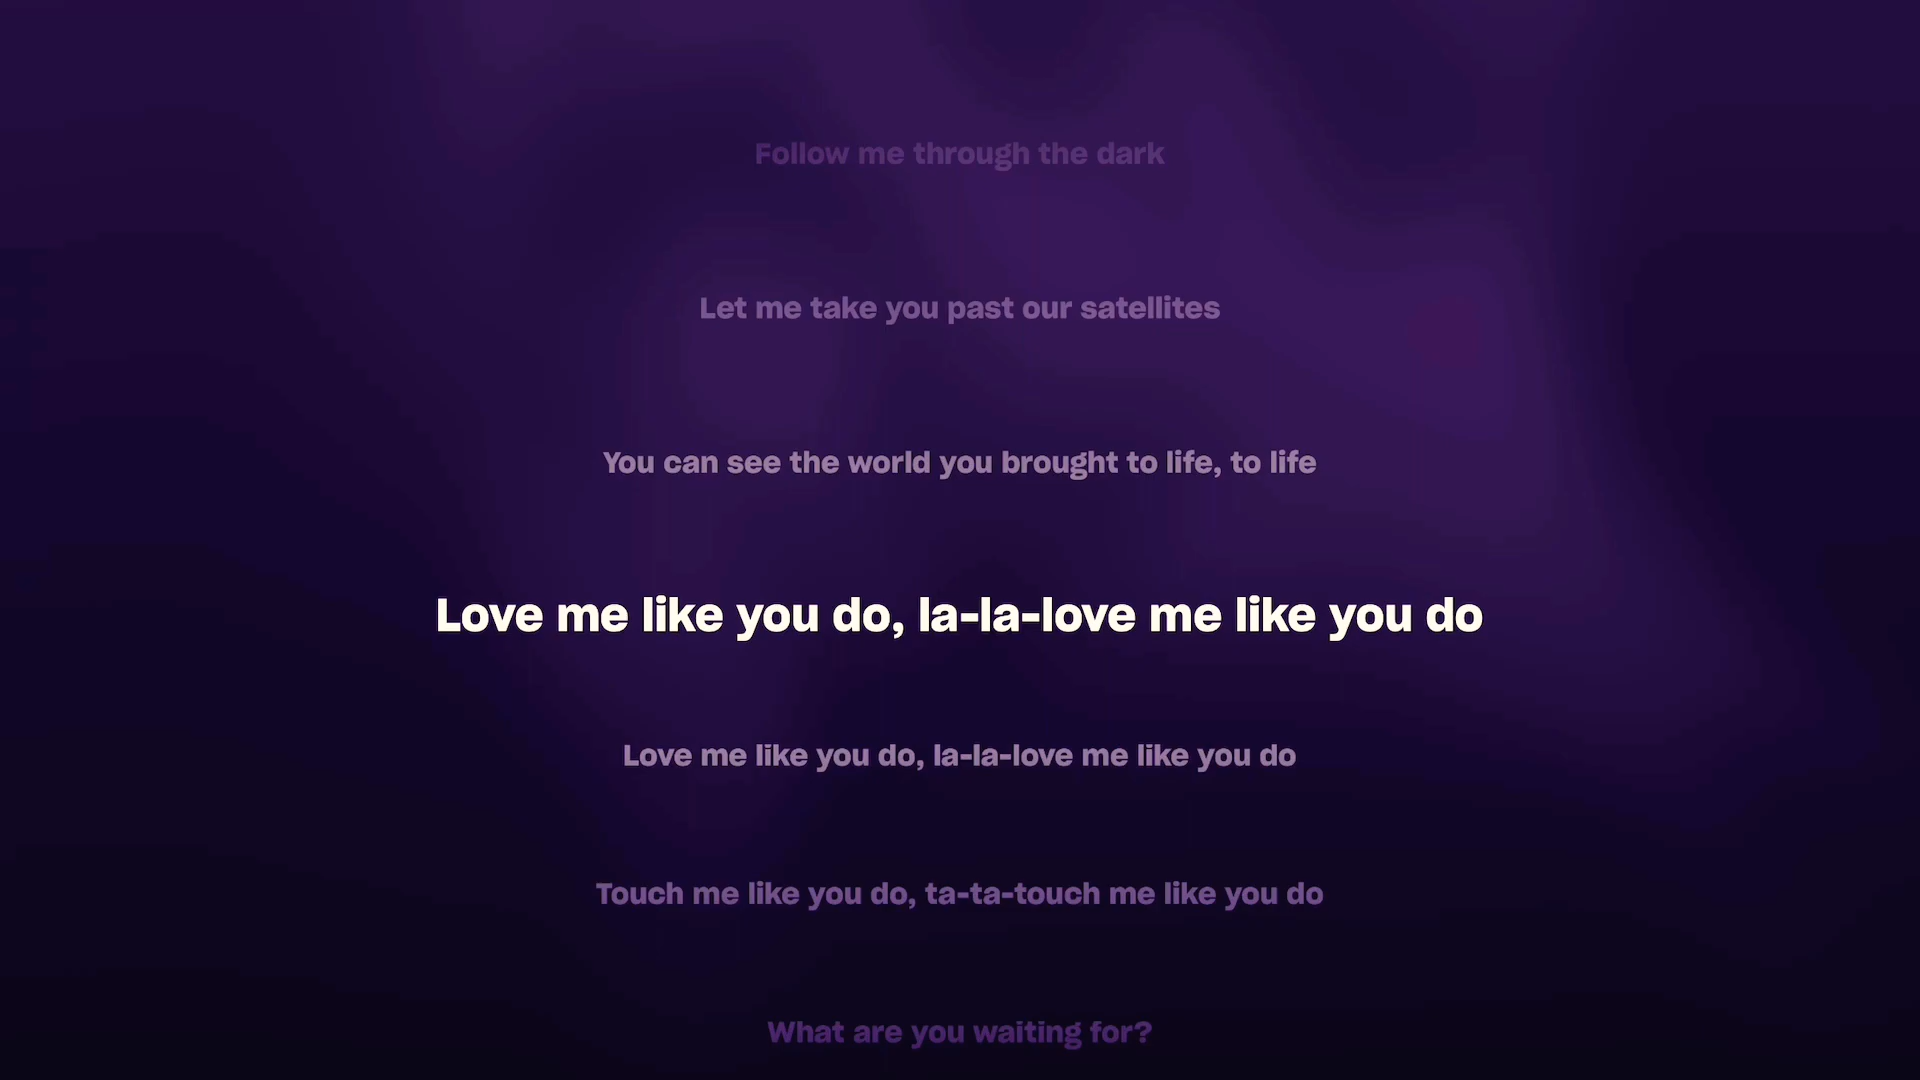 Follow me through the dark
Let me take you past our satellites
You can see the world you brought to life, to life
Love me like you do, la-la-love me like you do
Love me like you do, la-la-love me like you do
Touch me like you do, ta-ta-touch me like you do
What are you waiting for?